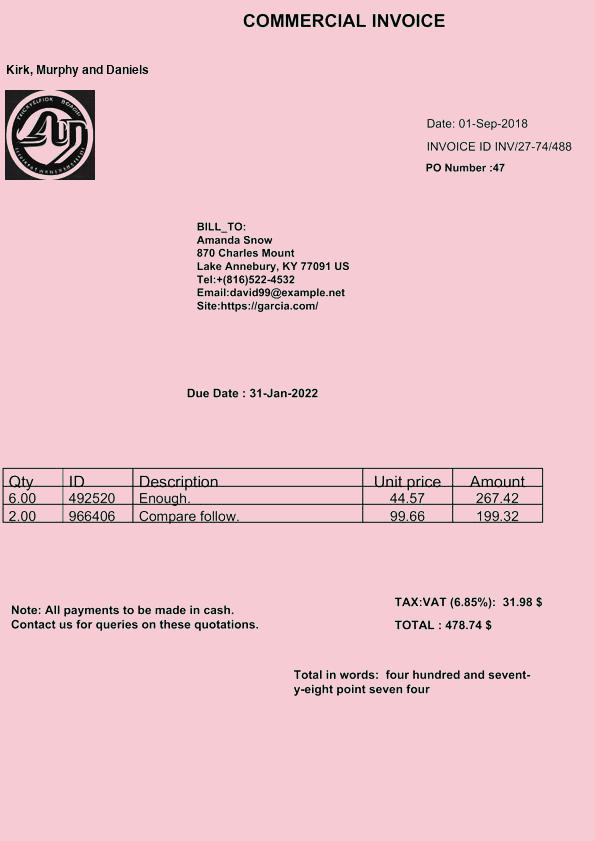 COMMERCIAL INVOICE
Kirk, Murphy and Daniels
Date: 01-Sep-2018
INVOICE ID INV/27-74/488
PO Number :47
BILL_TO:
Amanda Snow
870 Charles Mount
Lake Annebury, KY 77091 US
Tel:+(816)522-4532
Email:david99@example.net
Site:https://garcia.com/
Due Date : 31-Jan-2022
Qty ID Description Unit price Amount
6.00 492520 Enough. 44.57 267.42
2.00 966406 Compare follow. 99.66 199.32
TAX:VAT (6.85%): 31.98 $
Note: All payments to be made in cash.
Contact us for queries on these quotations.
TOTAL : 478.74 $
Total in words: four hundred and sevent-
y-eight point seven four